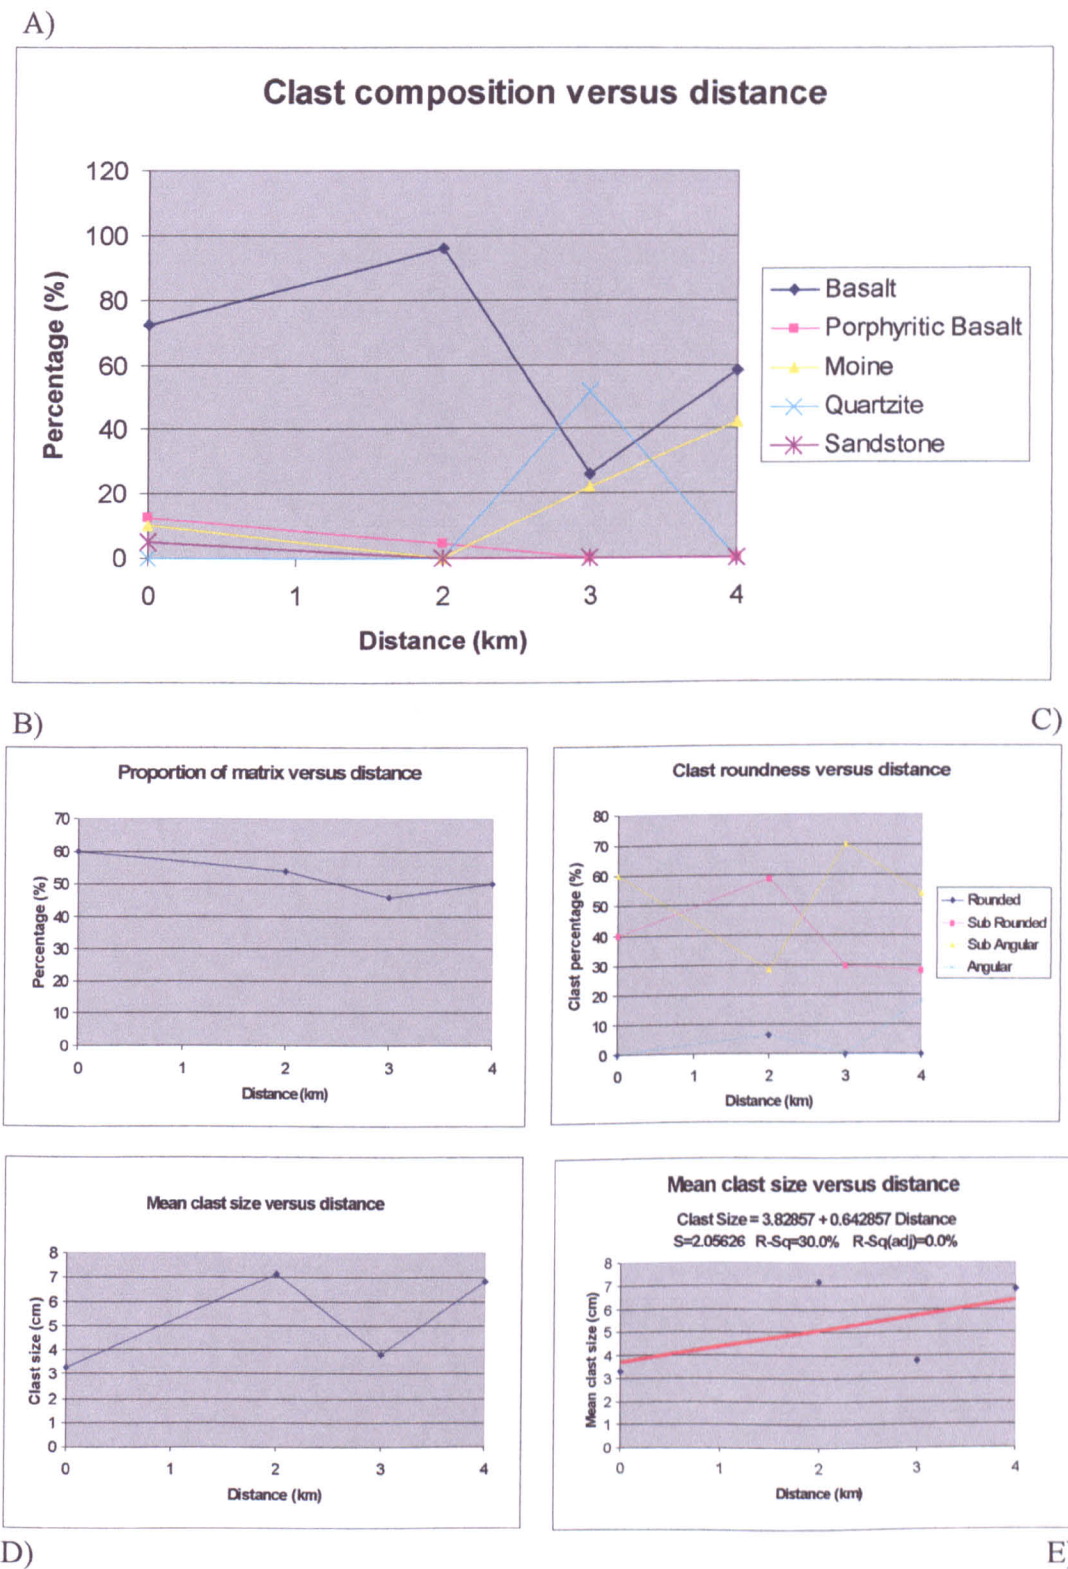 A)
Clast composition versus distance
120
100
80
60
40
20
0
Percentage (%)
0 1 2 3 4
Distance (km)
Basalt
Porphyritic Basalt
Moine
Quartzite
Sandstone
B)
C)
Proportion of matrix versus distance
70
60
50
40
30
20
10
0
Percentage (%)
0 1 2 3 4
Distance (km)
Clast roundness versus distance
80
70
60
50
40
30
20
10
0
Clast percentage (%)
0 1 2 3 4
Distance (km)
Rounded
Sub Rounded
Sub Angular
Angular
Mean clast size versus distance
8
7
6
5
4
3
2
1
0
Clast size (cm)
0 1 2 3 4
Distance (km)
Mean clast size versus distance
Clast Size = 3.82857 + 0.642857 Distance
S=2.05626 R-Sq=30.0% R-Sq(adj)=0.0%
8
7
6
5
4
3
2
1
0
Mean clast size (cm)
0 1 2 3 4
Distance (km)
D)
E)